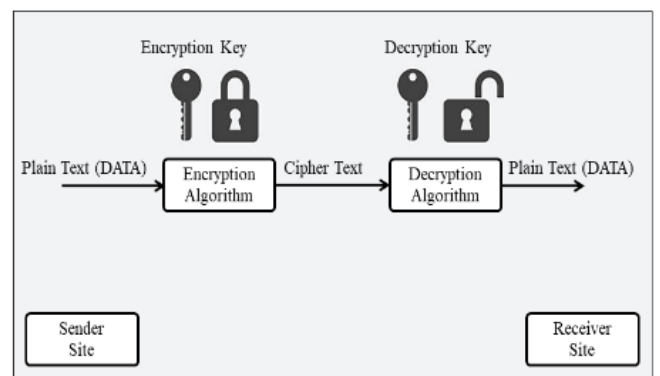 Encryption Key
Decryption Key
Plain Text (DATA)
Encryption
Algorithm
Cipher Text
Decryption
Algorithm
Plain Text (DATA)
Sender
Site
Receiver
Site